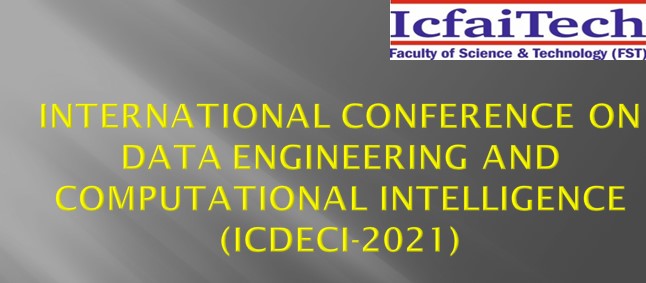 IcfaiTech
Faculty of Science & Technology (FST)
INTERNATIONAL CONFERENCE ON
DATA ENGINEERING AND
COMPUTATIONAL INTELLIGENCE
(ICDECI-2021)